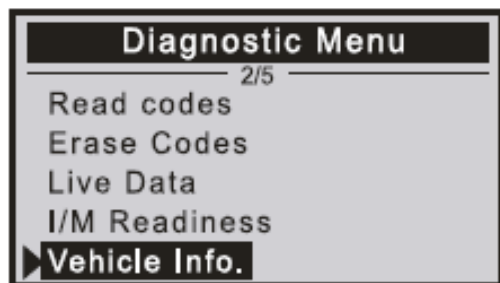 Diagnostic Menu
2/5
Read codes
Erase Codes
Live Data
I/M Readiness
Vehicle Info.